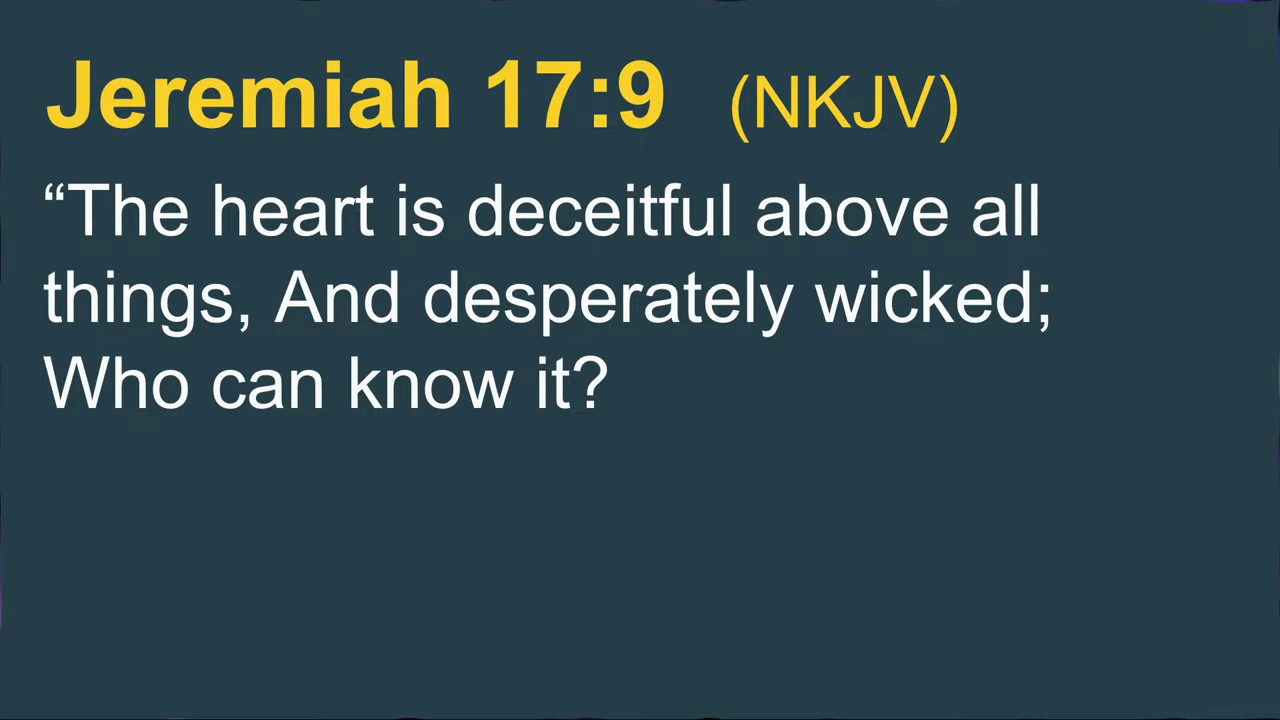 Jeremiah 17:9 (NKJV)
“The heart is deceitful above all
things, And desperately wicked;
Who can know it?